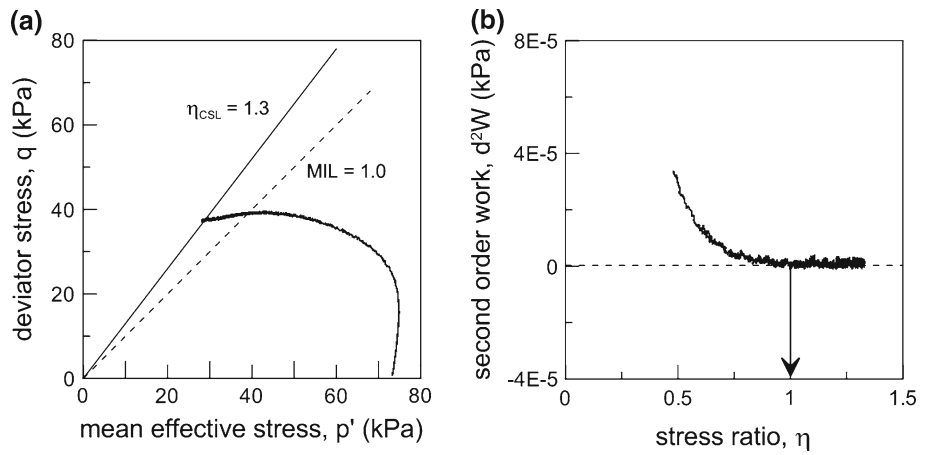 (a)
80
60
40
20
0
deviator stress, q (kPa)
η_CSL = 1.3
MIL = 1.0
0 20 40 60 80
mean effective stress, p' (kPa)
(b)
8E-5
4E-5
0
-4E-5
second order work, d²W (kPa)
0 0.5 1 1.5
stress ratio, η